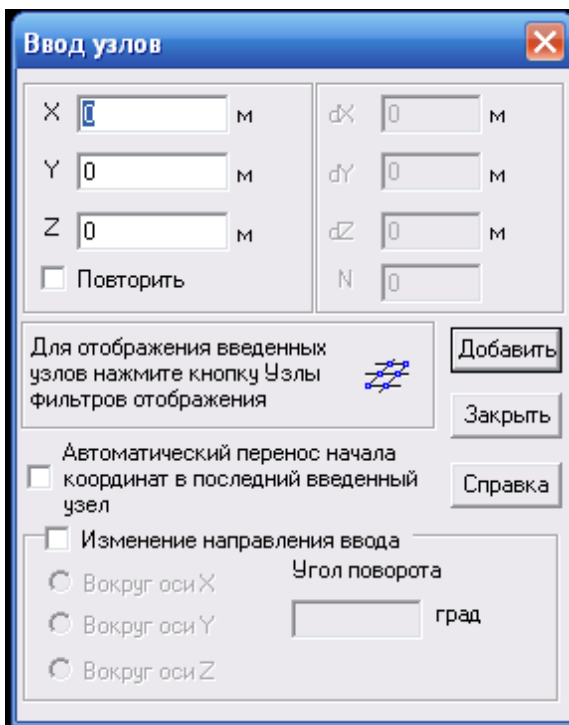 Ввод узлов
X 0 м
dX 0 м
Y 0 м
dY 0 м
Z 0 м
dZ 0 м
Повторить
N 0
Для отображения введенных
узлов нажмите кнопку Узлы
фильтров отображения
Добавить
Закрыть
Справка
Автоматический перенос начала
координат в последний введенный
узел
Изменение направления ввода
Вокруг оси X
Вокруг оси Y
Вокруг оси Z
Угол поворота
град